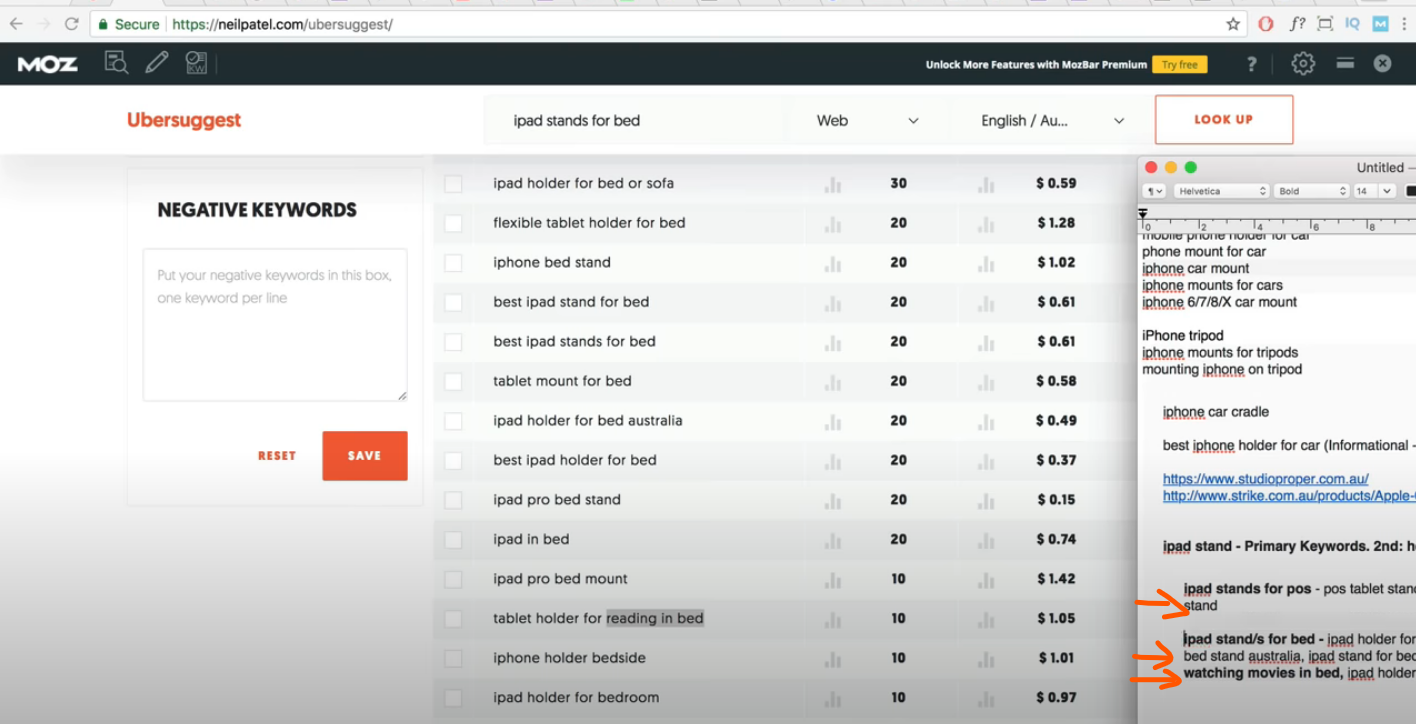 Secure https://neilpatel.com/ubersuggest/
f?
IQ
M
MOZ
KW
Unlock More Features with MozBar Premium
Try free
?
Ubersuggest
ipad stands for bed
Web
English / Au...
LOOK UP
NEGATIVE KEYWORDS
Put your negative keywords in this box,
one keyword per line
RESET
SAVE
ipad holder for bed or sofa 30 $ 0.59
flexible tablet holder for bed 20 $ 1.28
iphone bed stand 20 $ 1.02
best ipad stand for bed 20 $ 0.61
best ipad stands for bed 20 $ 0.61
tablet mount for bed 20 $ 0.58
ipad holder for bed australia 20 $ 0.49
best ipad holder for bed 20 $ 0.37
ipad pro bed stand 20 $ 0.15
ipad in bed 20 $ 0.74
ipad pro bed mount 10 $ 1.42
tablet holder for reading in bed 10 $ 1.05
iphone holder bedside 10 $ 1.01
ipad holder for bedroom 10 $ 0.97
Untitled —
¶ Helvetica Bold 14
0 2 4 6 8
mobile phone holder for car
phone mount for car
iphone car mount
iphone mounts for cars
iphone 6/7/8/X car mount
iPhone tripod
iphone mounts for tripods
mounting iphone on tripod
iphone car cradle
best iphone holder for car (Informational -
https://www.studioproper.com.au/
http://www.strike.com.au/products/Apple-
ipad stand - Primary Keywords. 2nd:
ipad stands for pos - pos tablet
stand
ipad stand/s for bed - ipad holder for
bed stand australia, ipad stand for bed
watching movies in bed, ipad holder